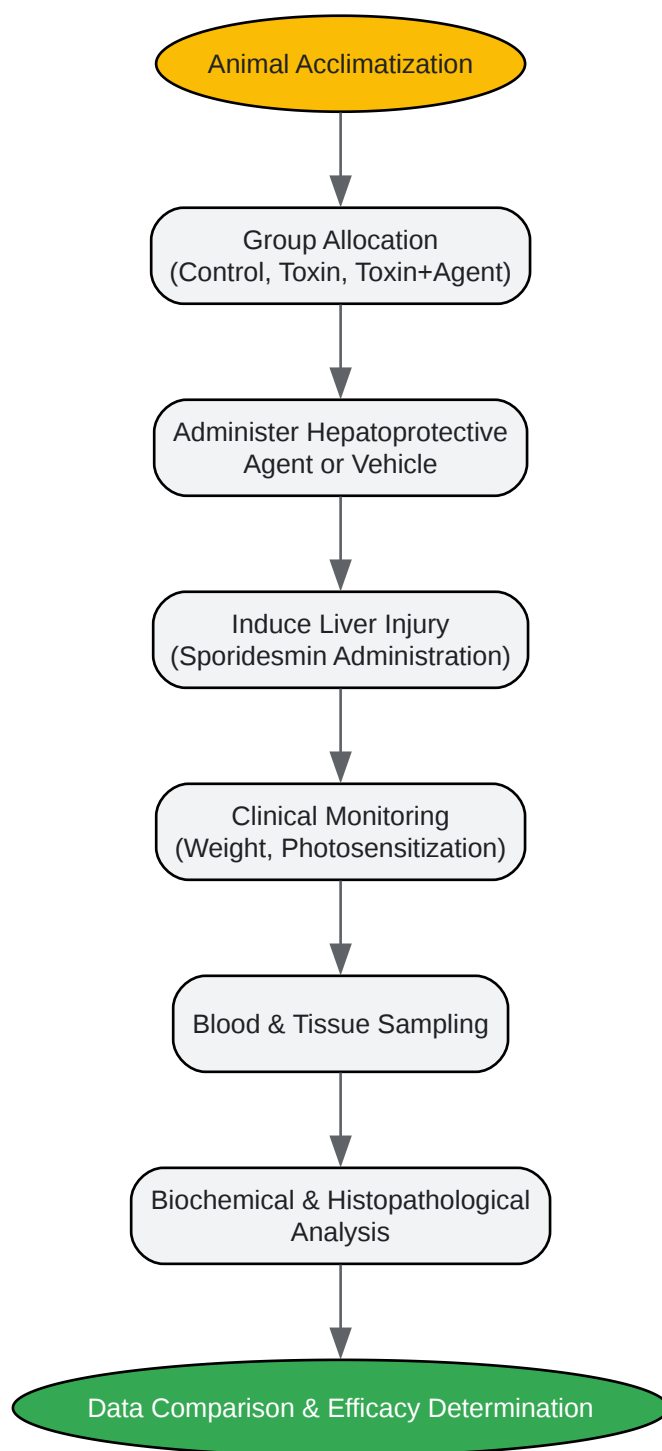 Animal Acclimatization
Group Allocation
(Control, Toxin, Toxin+Agent)
Administer Hepatoprotective
Agent or Vehicle
Induce Liver Injury
(Sporidesmin Administration)
Clinical Monitoring
(Weight, Photosensitization)
Blood & Tissue Sampling
Biochemical & Histopathological
Analysis
Data Comparison & Efficacy Determination